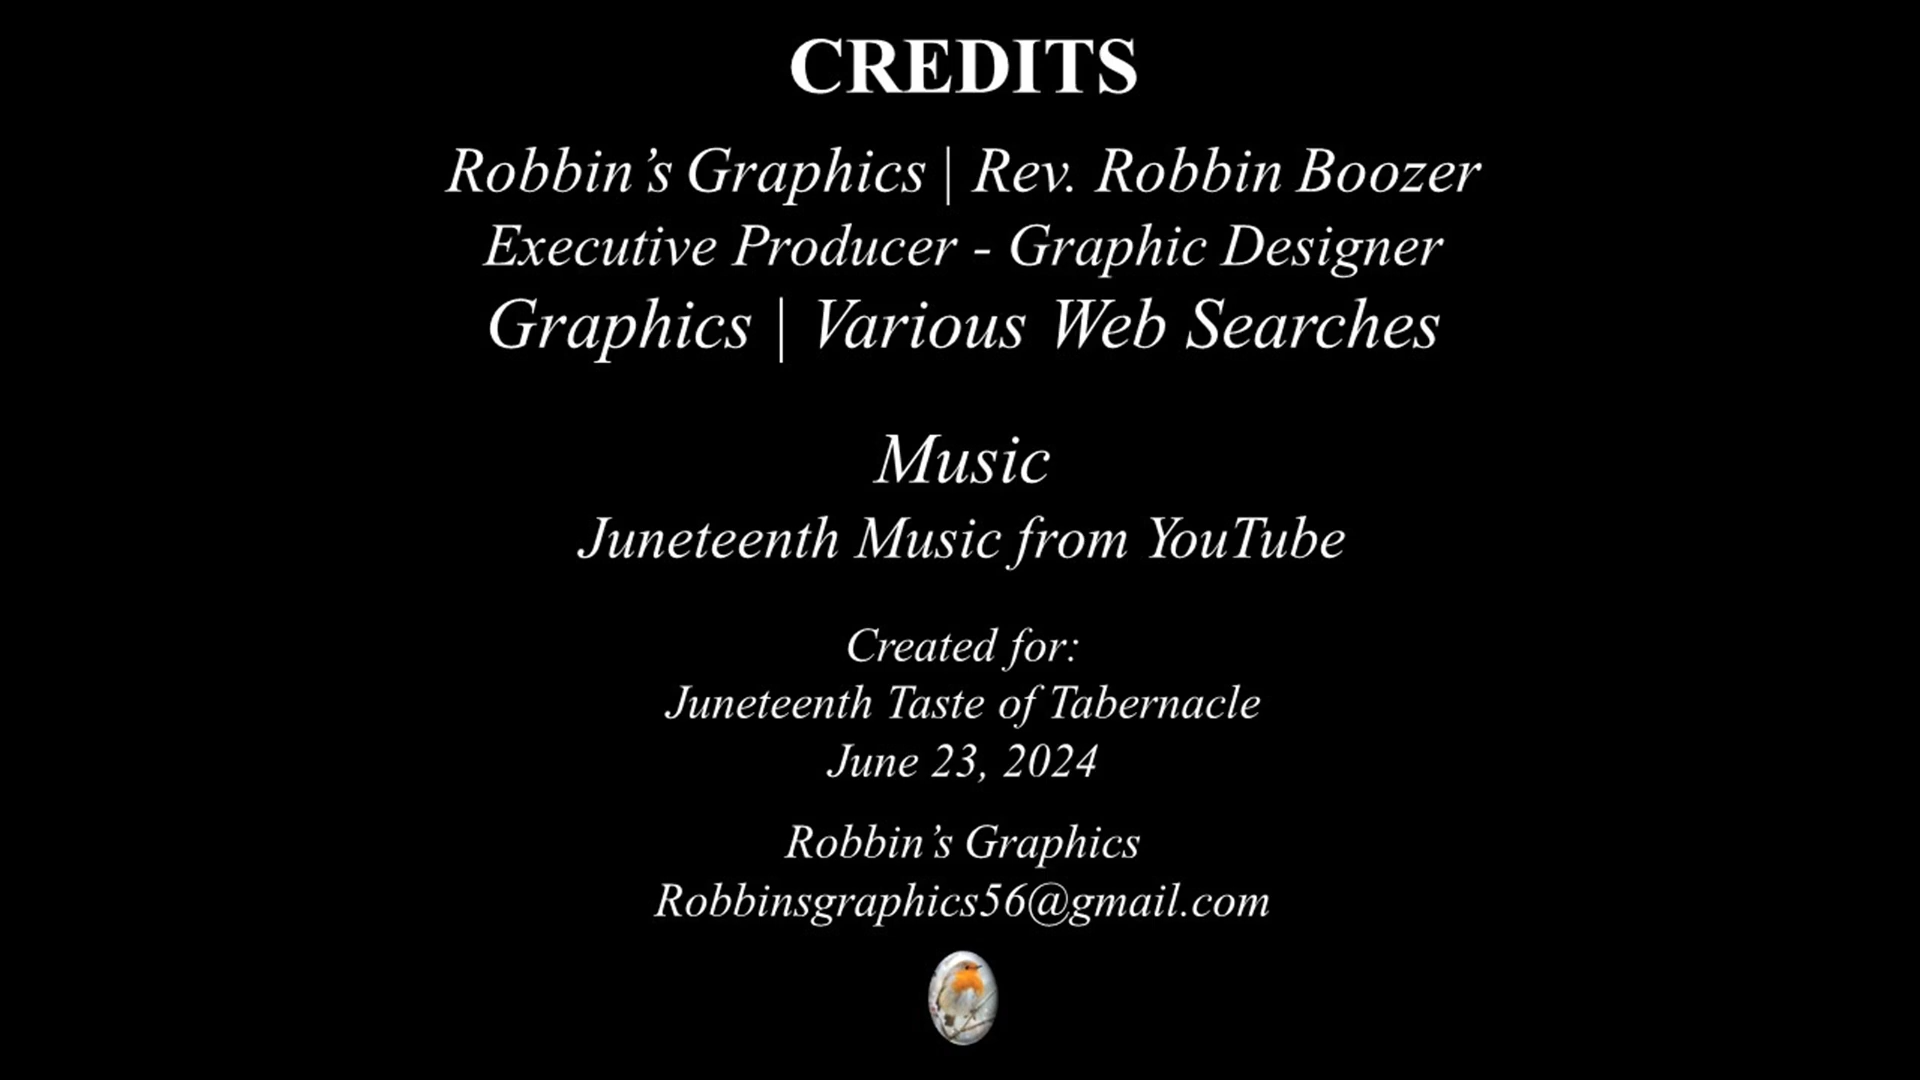 CREDITS
Robbin’s Graphics | Rev. Robbin Boozer
Executive Producer - Graphic Designer
Graphics | Various Web Searches
Music
Juneteenth Music from YouTube
Created for:
Juneteenth Taste of Tabernacle
June 23, 2024
Robbin’s Graphics
Robbinsgraphics56@gmail.com